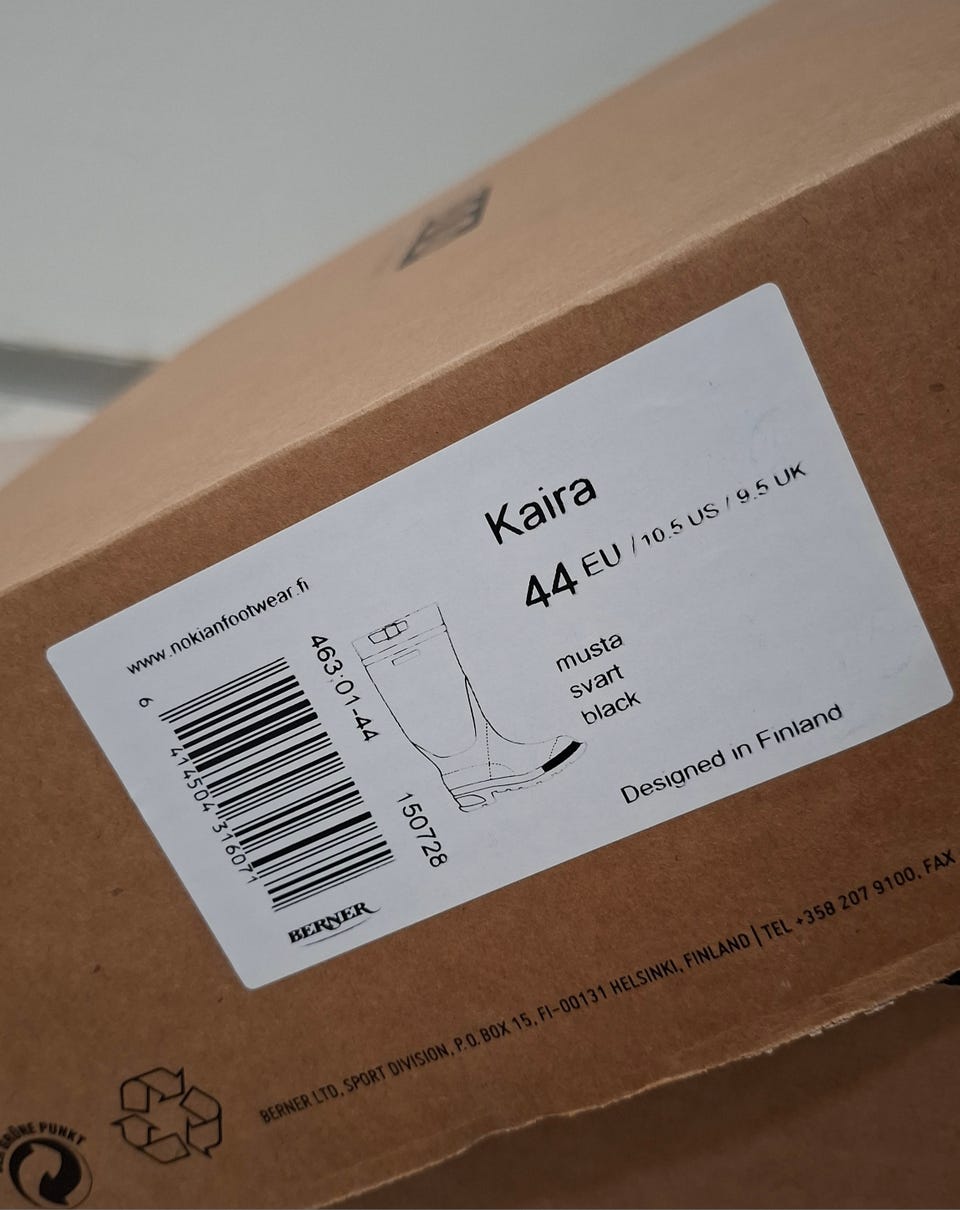 Kaira
44 EU / 10.5 US / 9.5 UK
www.nokianfootwear.fi
463:01-44
musta
svart
black
6 414504 316071
150728
Designed in Finland
BERNER
BERNER LTD, SPORT DIVISION, P.O. BOX 15, FI-00131 HELSINKI, FINLAND | TEL +358 207 9100, FAX
GRÜNE PUNKT